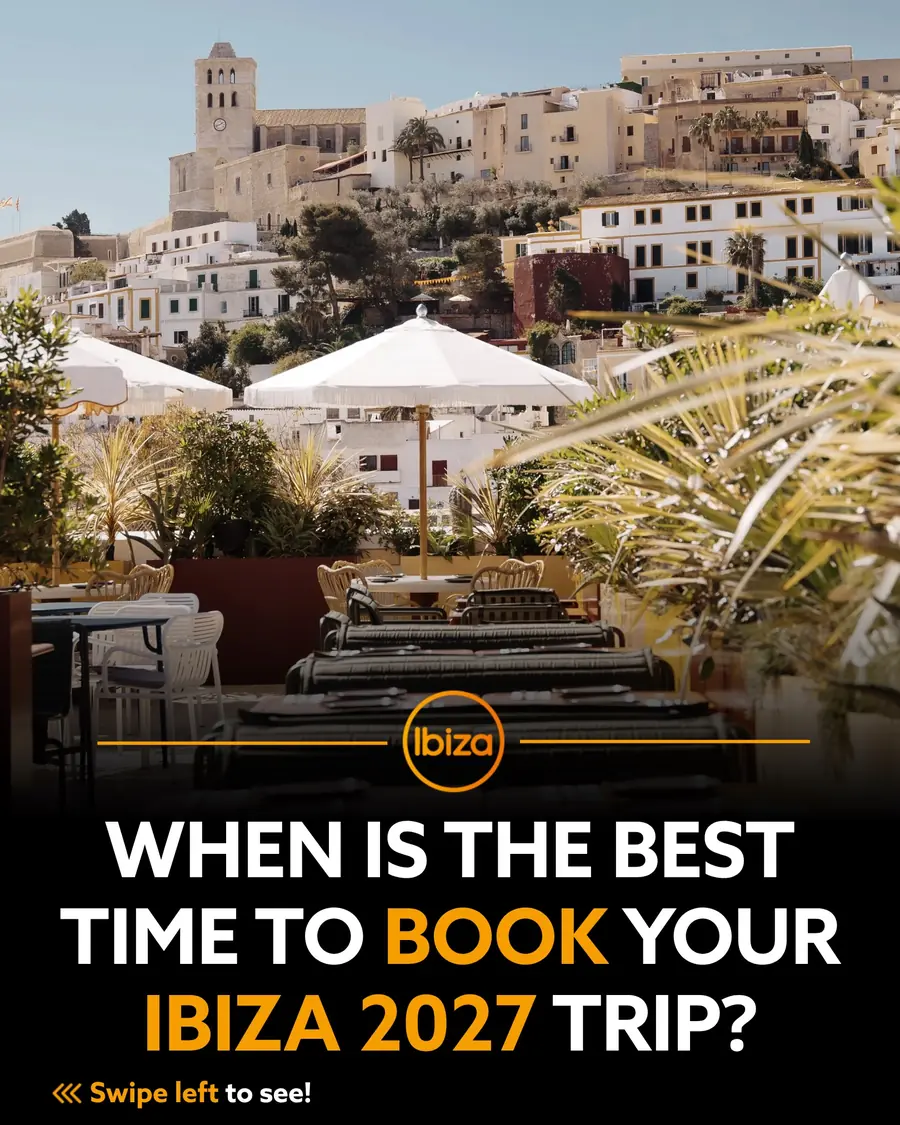 Ibiza
WHEN IS THE BEST
TIME TO BOOK YOUR
IBIZA 2027 TRIP?
Swipe left to see!